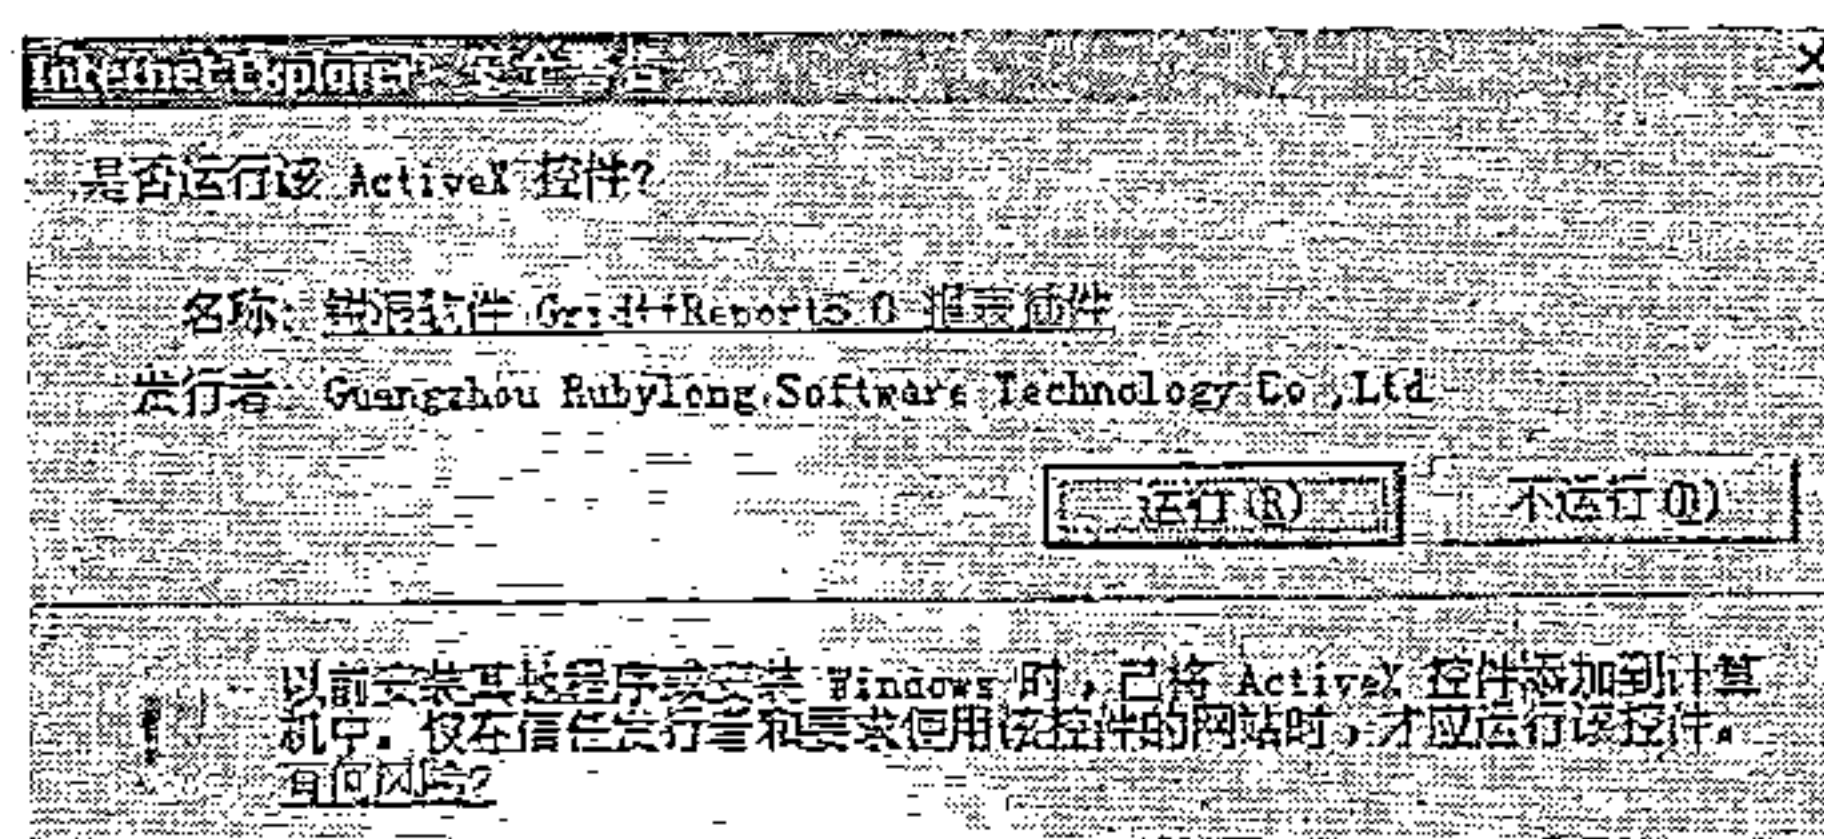 Internet Explorer - 安全警告
是否运行该 ActiveX 控件?
名称: 锐浪软件 Grid++Report5.0 报表插件
发行者: Guangzhou Rubylong Software Technology Co.,Ltd
运行(R)
不运行(D)
以前安装其他程序或安装 Windows 时,已将 ActiveX 控件添加到计算
机中。仅在信任发行者和要求使用该控件的网站时,才应运行该控件。
有何风险?